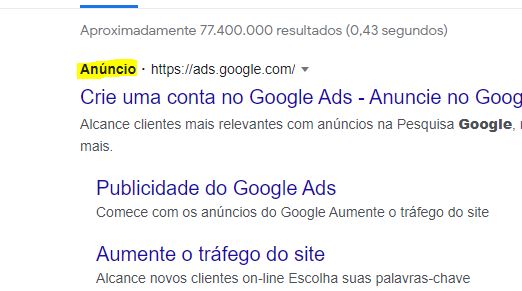 Aproximadamente 77.400.000 resultados (0,43 segundos)
Anúncio · https://ads.google.com/
Crie uma conta no Google Ads - Anuncie no Goog
Alcance clientes mais relevantes com anúncios na Pesquisa Google,
mais.
Publicidade do Google Ads
Comece com os anúncios do Google Aumente o tráfego do site
Aumente o tráfego do site
Alcance novos clientes on-line Escolha suas palavras-chave